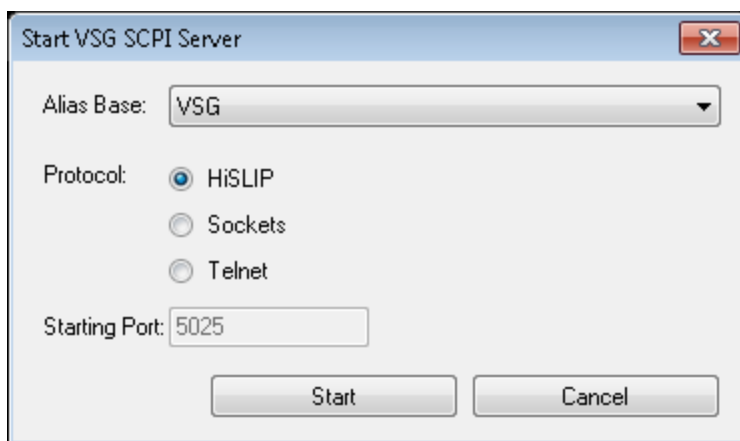 Start VSG SCPI Server
Alias Base: VSG
Protocol: HiSLIP
Sockets
Telnet
Starting Port: 5025
Start Cancel